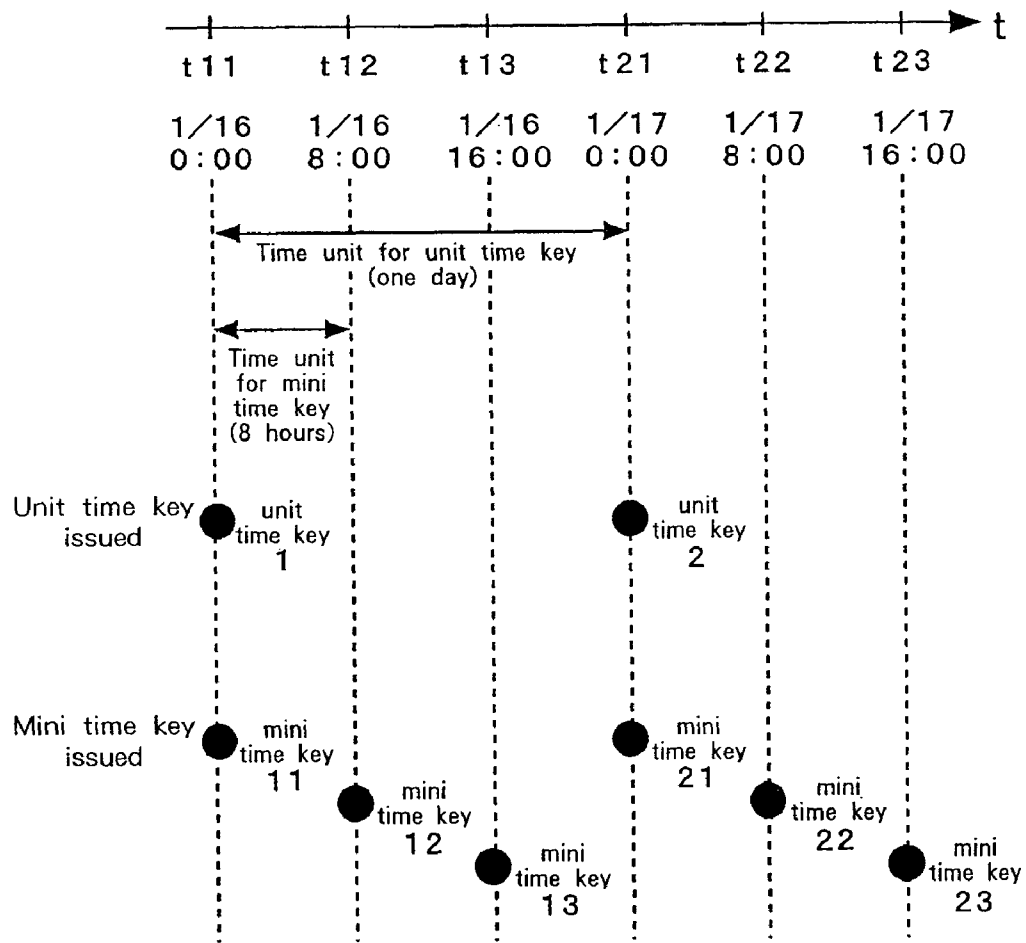 t
t11 t12 t13 t21 t22 t23
1/16 1/16 1/16 1/17 1/17 1/17
0:00 8:00 16:00 0:00 8:00 16:00
Time unit for unit time key
(one day)
Time unit
for mini
time key
(8 hours)
Unit time key
issued
unit
time key
1
unit
time key
2
Mini time key
issued
mini
time key
11
mini
time key
12
mini
time key
13
mini
time key
21
mini
time key
22
mini
time key
23